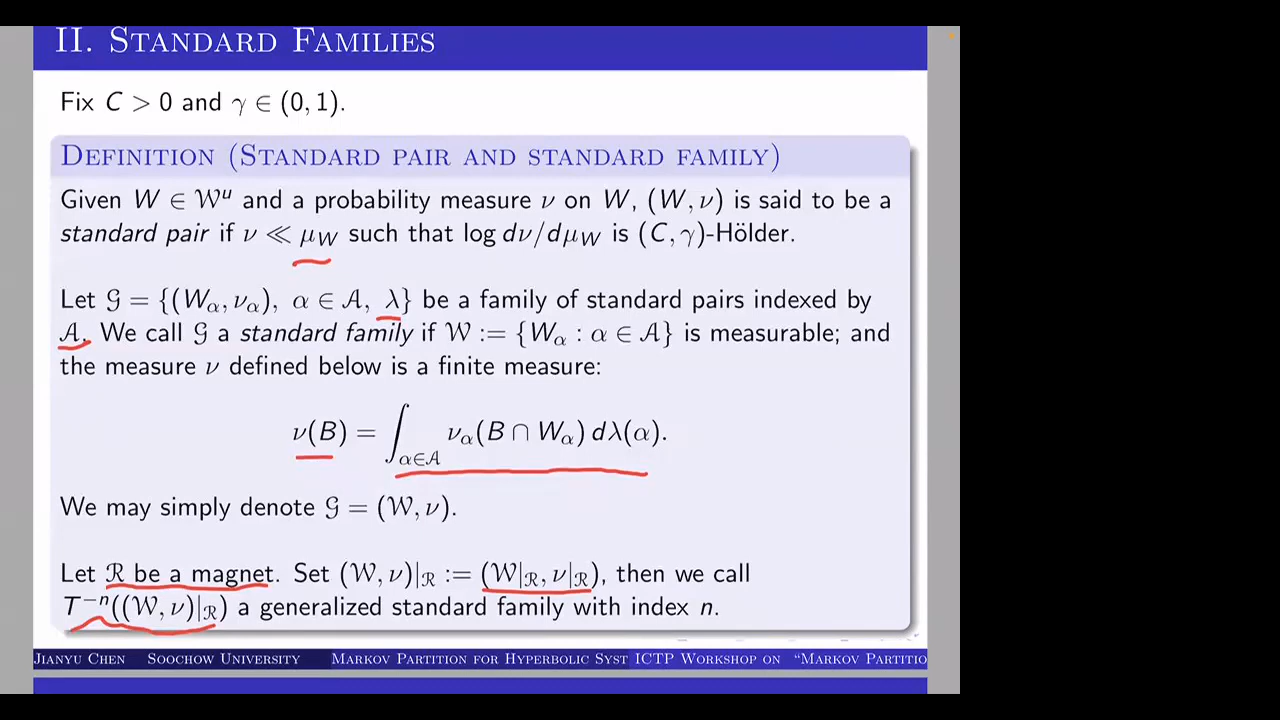 II. Standard Families
Fix C > 0 and γ ∈ (0, 1).
Definition (Standard pair and standard family)
Given W ∈ 𝒲ᵘ and a probability measure ν on W, (W, ν) is said to be a
standard pair if ν ≪ μ_W such that log dν/dμ_W is (C, γ)-Hölder.
Let 𝒢 = {(W_α, ν_α), α ∈ 𝒜, λ} be a family of standard pairs indexed by
𝒜. We call 𝒢 a standard family if 𝒲 := {W_α : α ∈ 𝒜} is measurable; and
the measure ν defined below is a finite measure:
ν(B) = ∫_{α∈𝒜} ν_α(B ∩ W_α) dλ(α).
We may simply denote 𝒢 = (𝒲, ν).
Let ℛ be a magnet. Set (𝒲, ν)|_ℛ := (𝒲|_ℛ, ν|_ℛ), then we call
T⁻ⁿ((𝒲, ν)|_ℛ) a generalized standard family with index n.
Jianyu Chen Soochow University Markov Partition for Hyperbolic Syst ICTP Workshop on "Markov Partitio